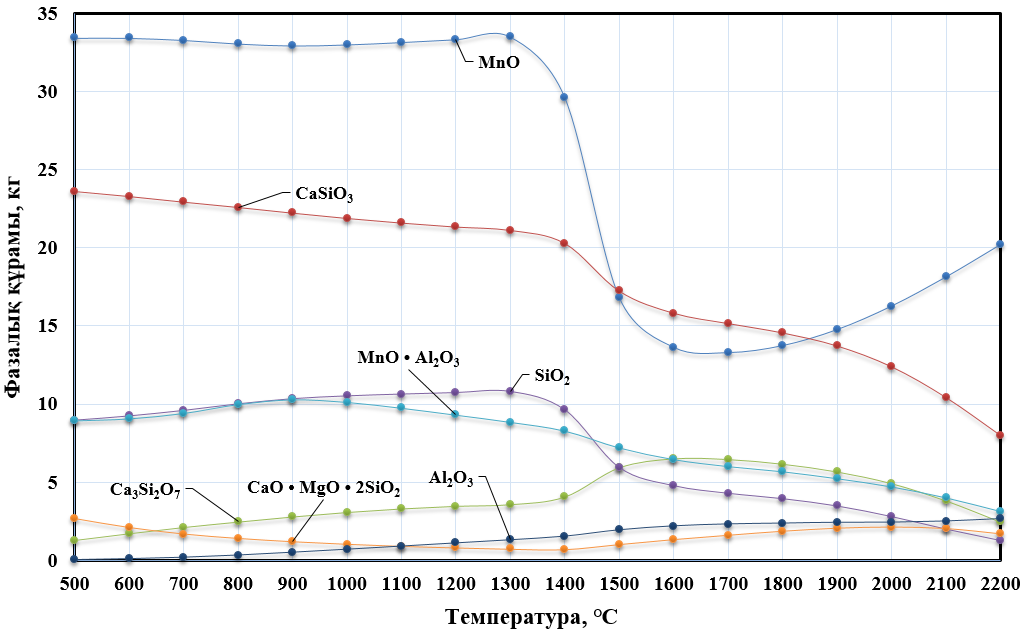 35
30
25
20
15
10
5
0
Фазалық құрамы, кг
MnO
CaSiO3
MnO • Al2O3
SiO2
Ca3Si2O7
CaO • MgO • 2SiO2
Al2O3
500 600 700 800 900 1000 1100 1200 1300 1400 1500 1600 1700 1800 1900 2000 2100 2200
Температура, °С